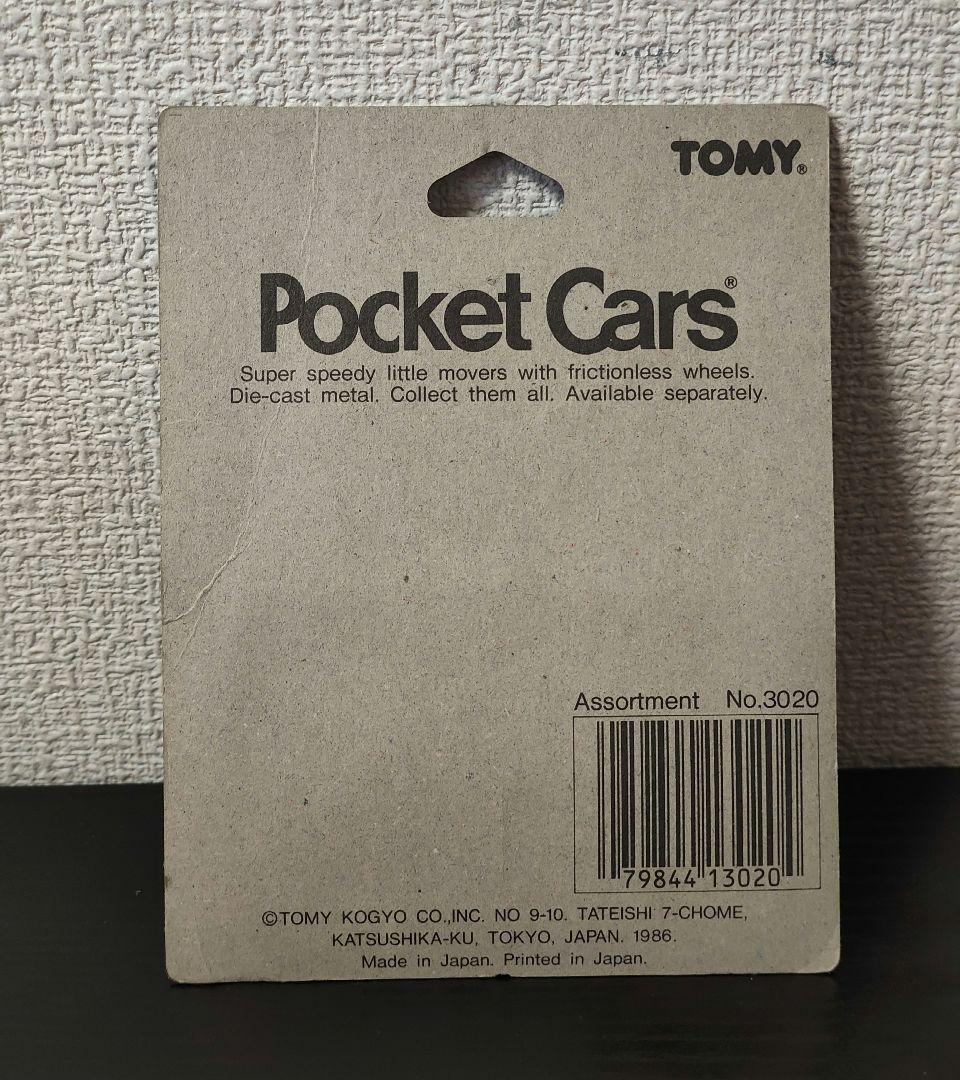 TOMY®
Pocket Cars®
Super speedy little movers with frictionless wheels.
Die-cast metal. Collect them all. Available separately.
Assortment No.3020
79844 13020
©TOMY KOGYO CO.,INC. NO 9-10. TATEISHI 7-CHOME,
KATSUSHIKA-KU, TOKYO, JAPAN. 1986.
Made in Japan. Printed in Japan.